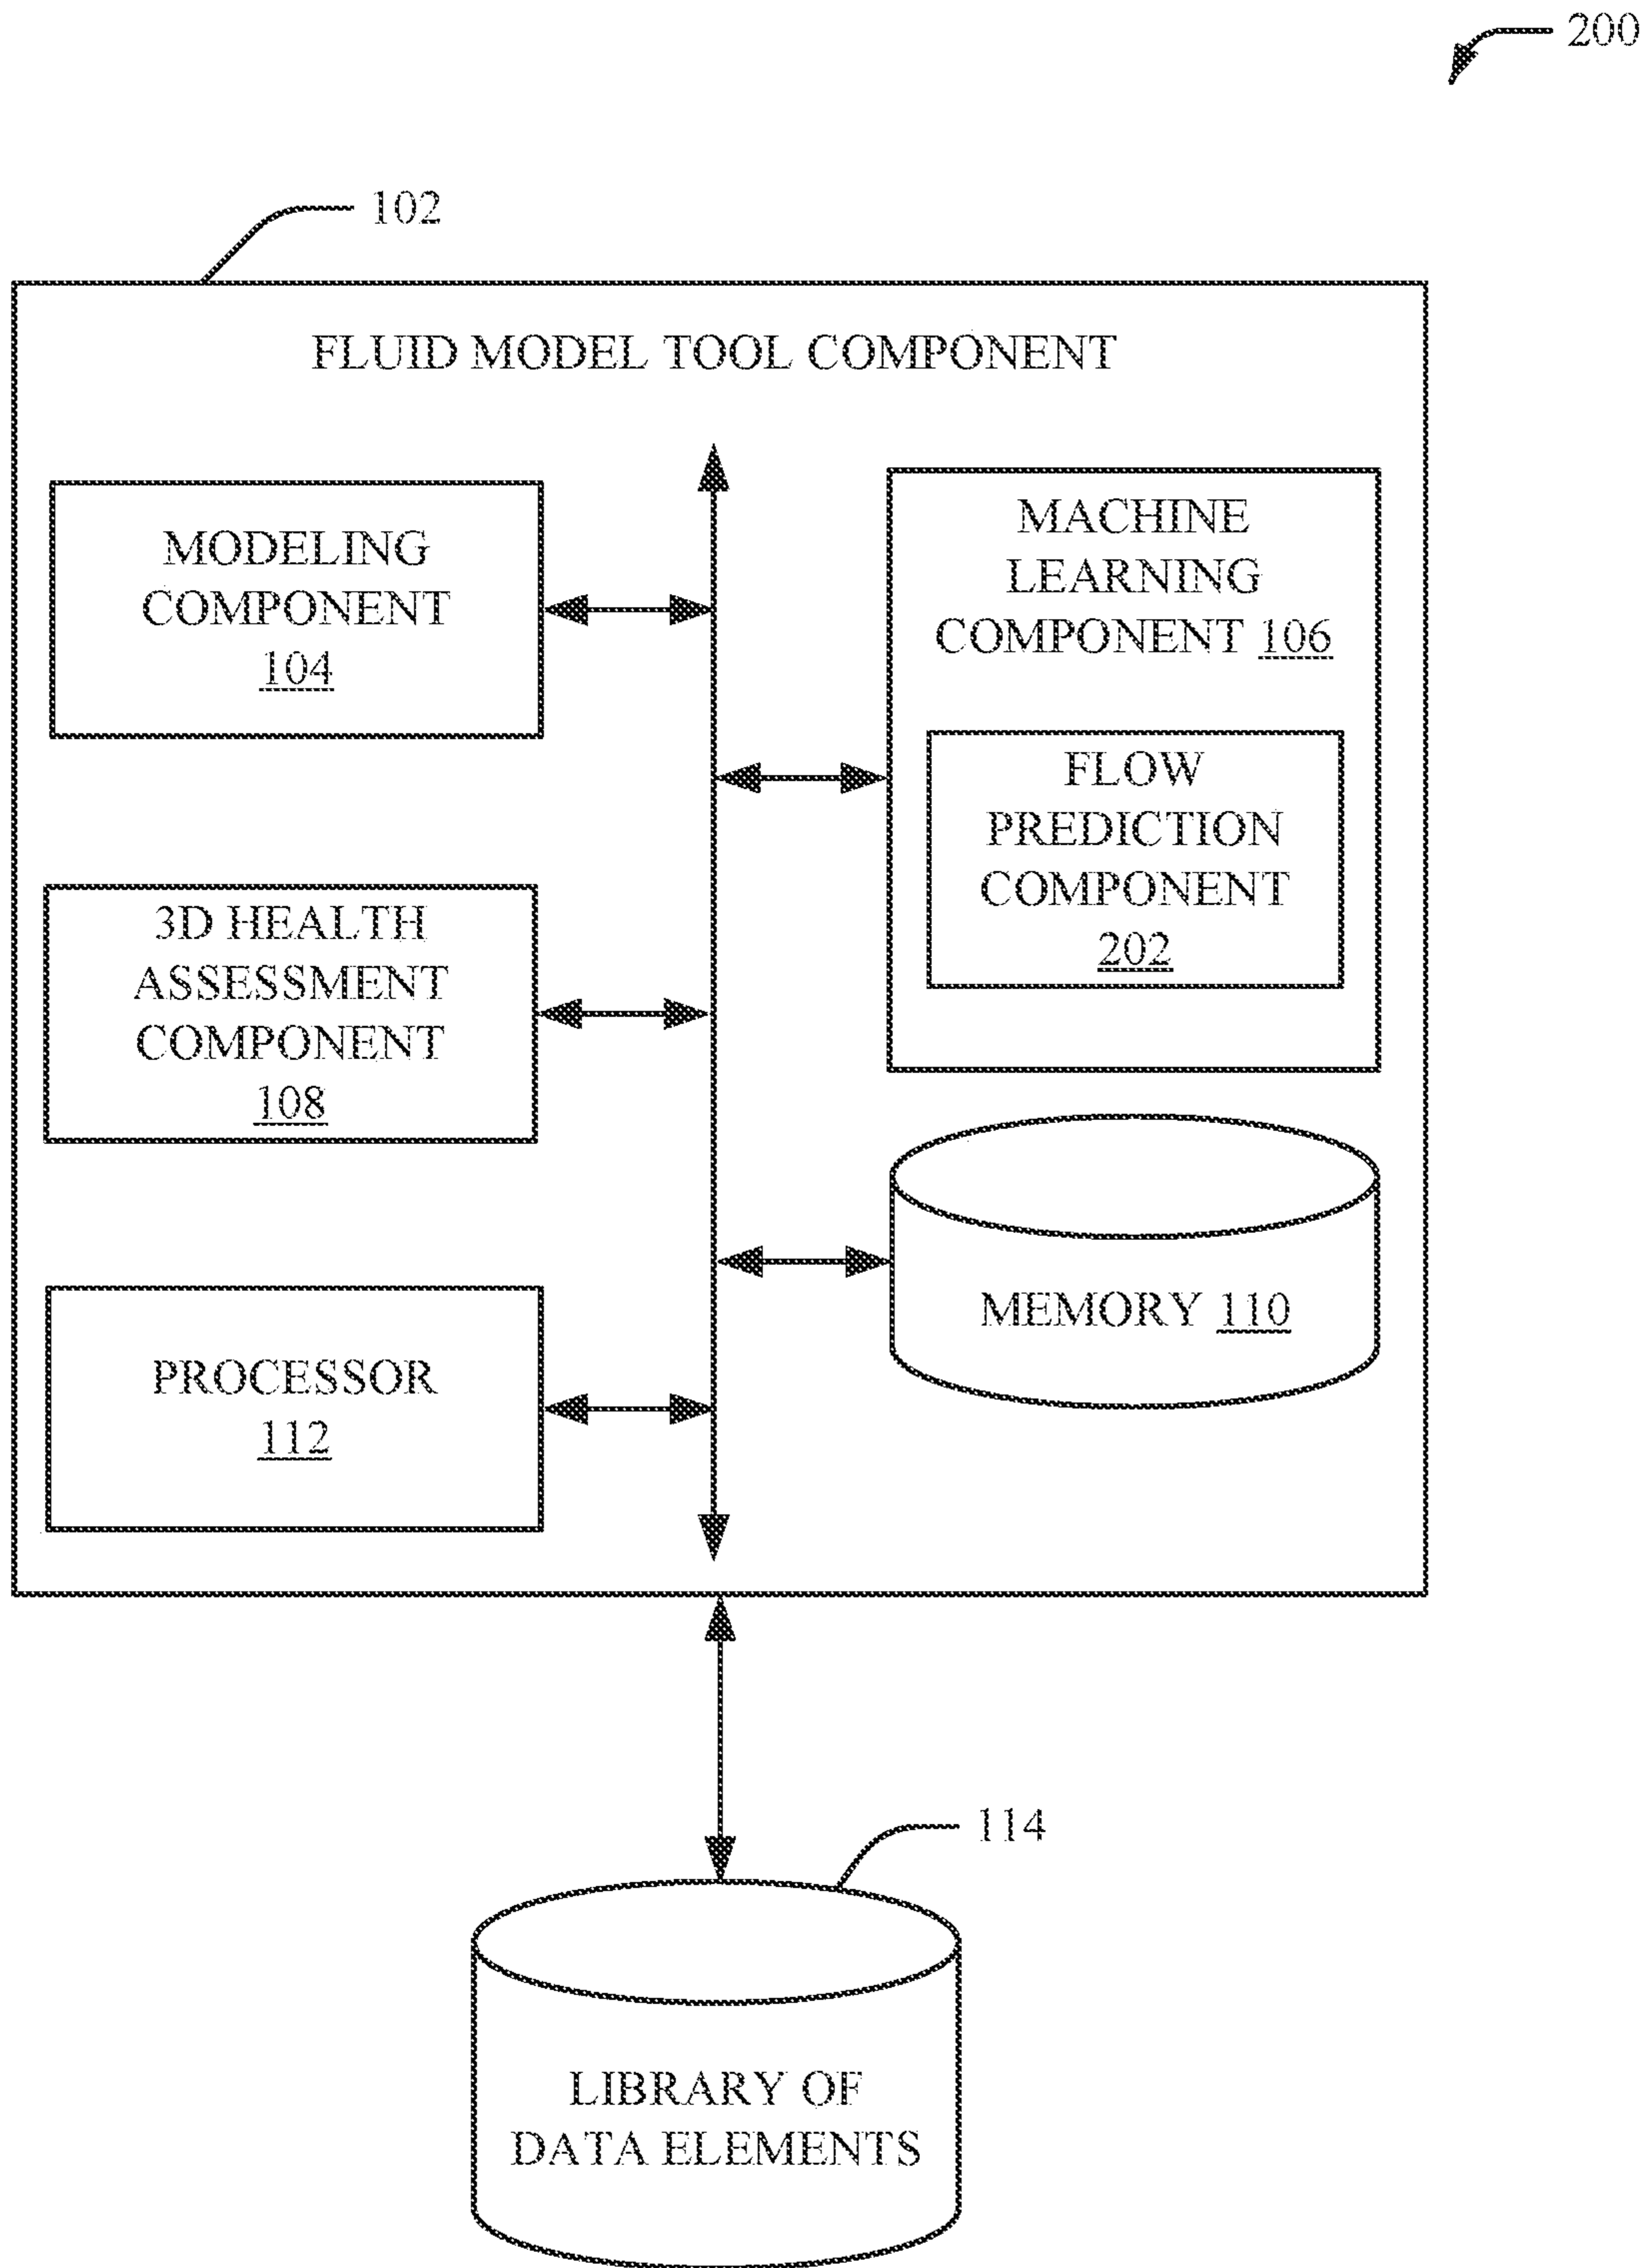 200
102
FLUID MODEL TOOL COMPONENT
MODELING
COMPONENT
104
MACHINE
LEARNING
COMPONENT 106
FLOW
PREDICTION
COMPONENT
202
3D HEALTH
ASSESSMENT
COMPONENT
108
MEMORY 110
PROCESSOR
112
114
LIBRARY OF
DATA ELEMENTS